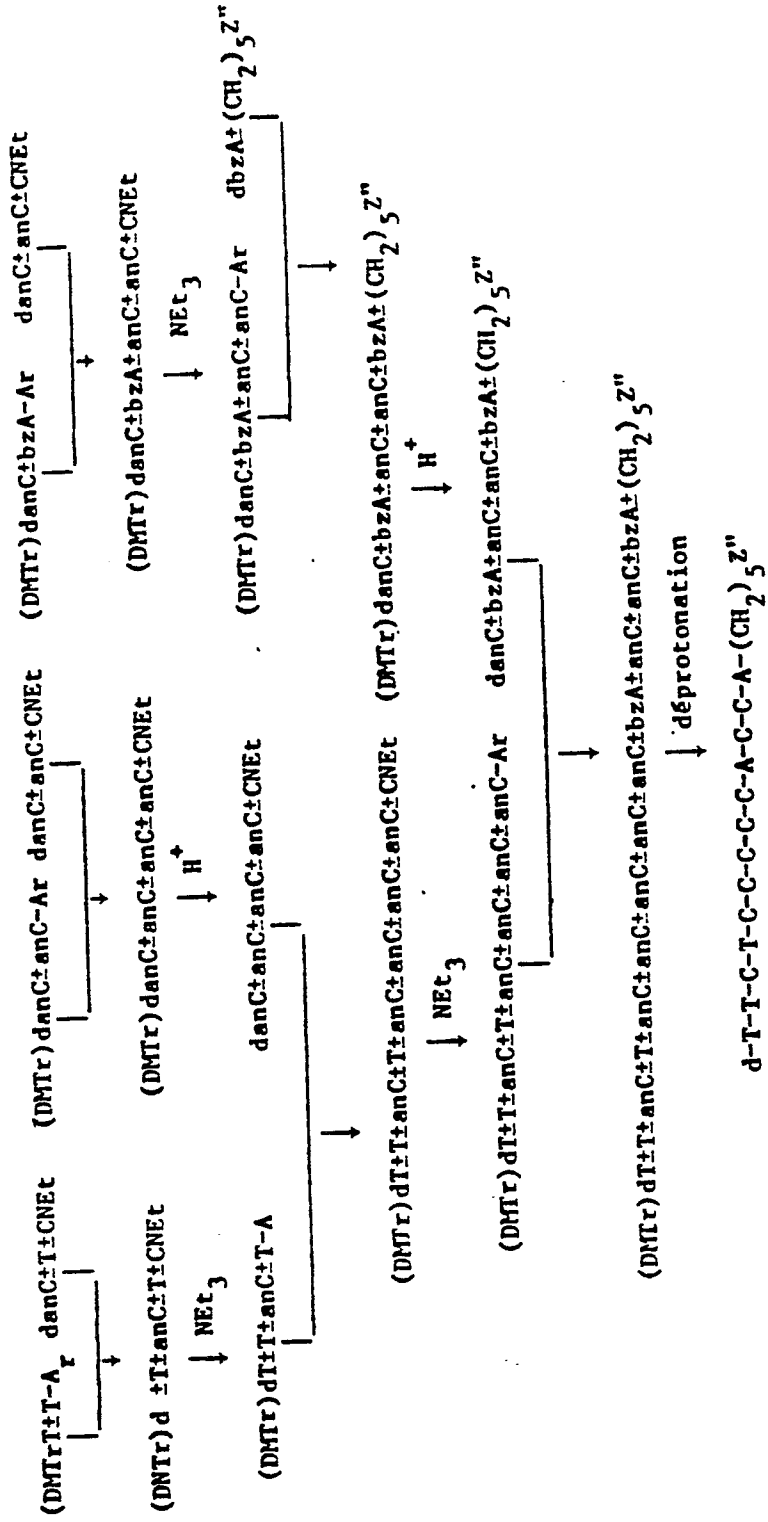 (DMTrT±T-Ar danC±T±CNEt (DMTr)danC±anC-Ar danC±anC±CNEt (DMTr)danC±bzA-Ar danC±anC±CNEt
(DNTr)d ±T±anC±T±CNEt (DMTr)danC±anC±anC±anC±CNEt (DMTr)danC±bzA±anC±anC±CNEt
NEt3 H+ NEt3
(DMTr)dT±T±anC±T-A danC±anC±anC±anC±CNEt (DMTr)danC±bzA±anC±anC-Ar dbzA±(CH2)5Z"
(DMTr)dT±T±anC±T±anC±anC±anC±anC±CNEt (DMTr)danC±bzA±anC±anC±bzA±(CH2)5Z"
NEt3 H+
(DMTr)dT±T±anC±T±anC±anC±anC±anC-Ar danC±bzA±anC±anC±bzA±(CH2)5Z"
(DMTr)dT±T±anC±T±anC±anC±anC±anC±anC±bzA±anC±anC±bzA±(CH2)5Z"
déprotonation
d-T-T-C-T-C-C-C-C-C-A-C-C-A-(CH2)5Z"